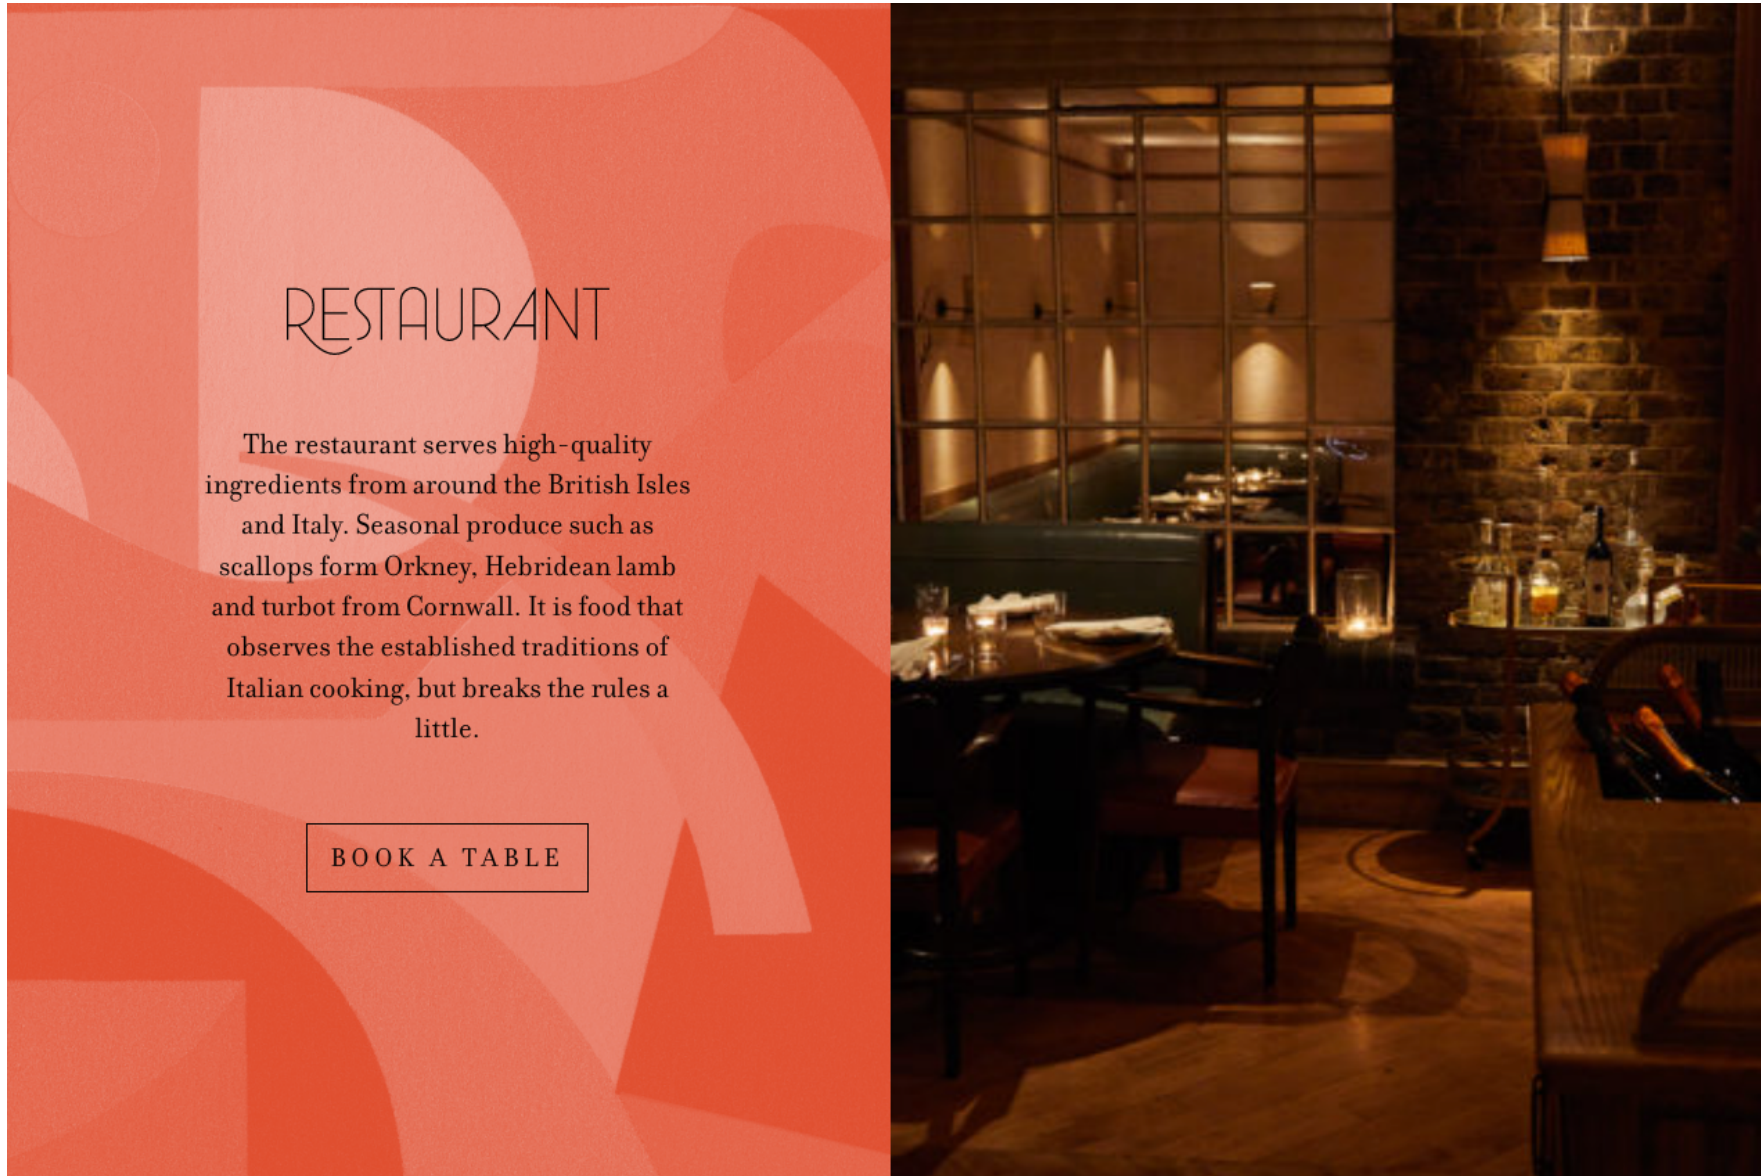 RESTAURANT
The restaurant serves high-quality
ingredients from around the British Isles
and Italy. Seasonal produce such as
scallops form Orkney, Hebridean lamb
and turbot from Cornwall. It is food that
observes the established traditions of
Italian cooking, but breaks the rules a
little.
BOOK A TABLE